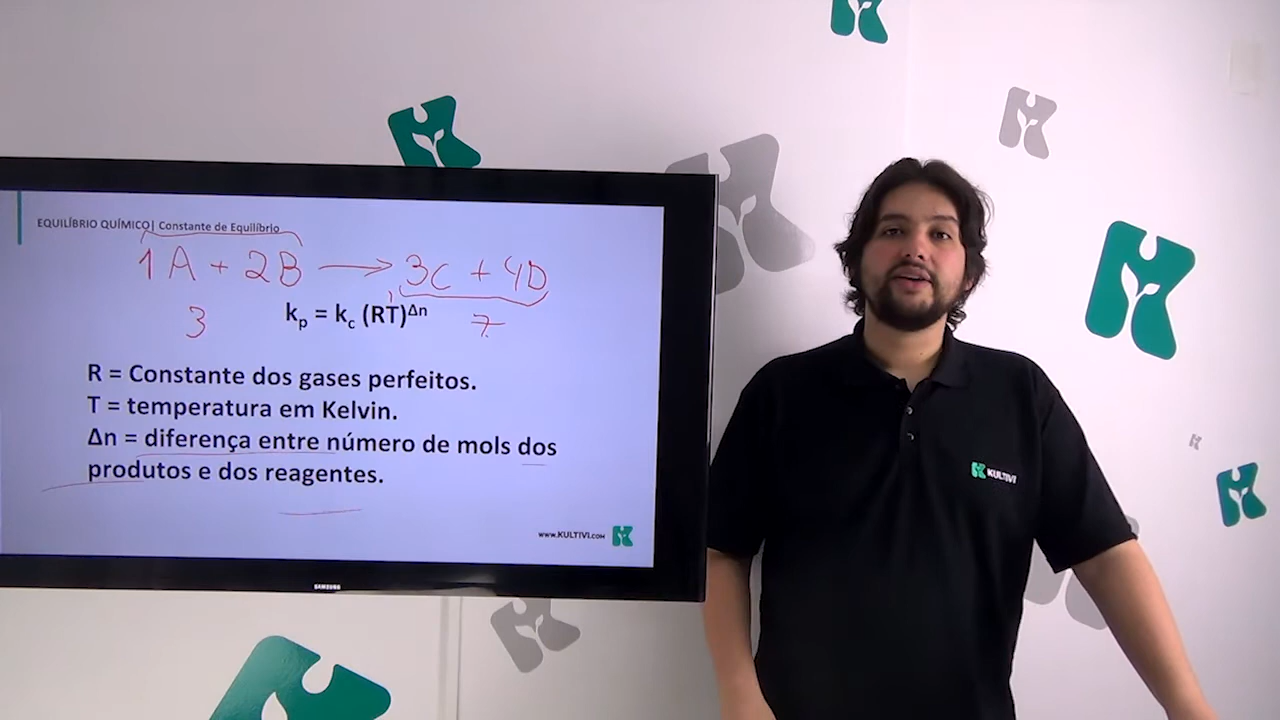 EQUILÍBRIO QUÍMICO| Constante de Equilíbrio
1A + 2B → 3C + 4D
3
kp = kc (RT)^Δn
7
R = Constante dos gases perfeitos.
T = temperatura em Kelvin.
Δn = diferença entre número de mols dos
produtos e dos reagentes.
www.KULTIVI.COM
SAMSUNG
KULTIVI